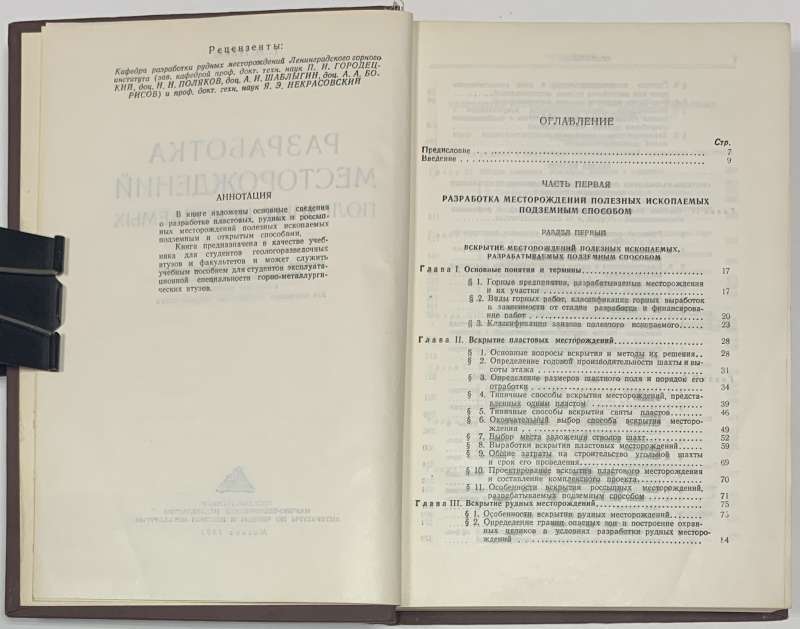 Рецензенты:
Кафедра разработки рудных месторождений Ленинградского горного
института (зав. кафедрой проф. докт. техн. наук П. И. ГОРОДЕЦ-
КИЙ, доц. Н. Н. ПОЛЯКОВ, доц. А. И. ШАБЛЫГИН, доц. А. А. БО-
РИСОВ) и проф. докт. техн. наук Я. Э. НЕКРАСОВСКИЙ
АННОТАЦИЯ
В книге изложены основные сведения
о разработке пластовых, рудных и россып-
ных месторождений полезных ископаемых
подземным и открытым способами.
Книга предназначена в качестве учеб-
ника для студентов геологоразведочных
втузов и факультетов и может служить
учебным пособием для студентов эксплуата-
ционной специальности горно-металлурги-
ческих втузов.
ОГЛАВЛЕНИЕ
Стр.
Предисловие . . . 7
Введение . . . 9
ЧАСТЬ ПЕРВАЯ
РАЗРАБОТКА МЕСТОРОЖДЕНИЙ ПОЛЕЗНЫХ ИСКОПАЕМЫХ
ПОДЗЕМНЫМ СПОСОБОМ
РАЗДЕЛ ПЕРВЫЙ
ВСКРЫТИЕ МЕСТОРОЖДЕНИЙ ПОЛЕЗНЫХ ИСКОПАЕМЫХ,
РАЗРАБАТЫВАЕМЫХ ПОДЗЕМНЫМ СПОСОБОМ
Глава I. Основные понятия и термины . . . 17
§ 1. Горные предприятия, разрабатываемые месторождения
и их участки . . . 17
§ 2. Виды горных работ, классификация горных выработок
в зависимости от стадии разработки и финансирова-
ние работ . . . 20
§ 3. Классификация запасов полезного ископаемого . . . 23
Глава II. Вскрытие пластовых месторождений . . . 28
§ 1. Основные вопросы вскрытия и методы их решения . . 28
§ 2. Определение годовой производительности шахты и вы-
соты этажа . . . 31
§ 3. Определение размеров шахтного поля и порядок его
отработки . . . 34
§ 4. Типичные способы вскрытия месторождений, предста-
вленных одним пластом . . . 39
§ 5. Типичные способы вскрытия свиты пластов . . . 46
§ 6. Окончательный выбор способа вскрытия месторо-
ждения . . . 49
§ 7. Выбор места заложения стволов шахт . . . 52
§ 8. Выработки вскрытия пластовых месторождений . . . 59
§ 9. Общие затраты на строительство угольной шахты
и срок его проведения . . . 69
§ 10. Проектирование вскрытия пластового месторождения
и составление комплексного проекта . . . 70
§ 11. Особенности вскрытия россыпных месторождений,
разрабатываемых подземным способом . . . 71
Глава III. Вскрытие рудных месторождений . . . 75
§ 1. Особенности вскрытия рудных месторождений . . . 75
§ 2. Определение границ опасных зон и построение охран-
ных целиков в условиях разработки рудных месторо-
ждений . . . 84